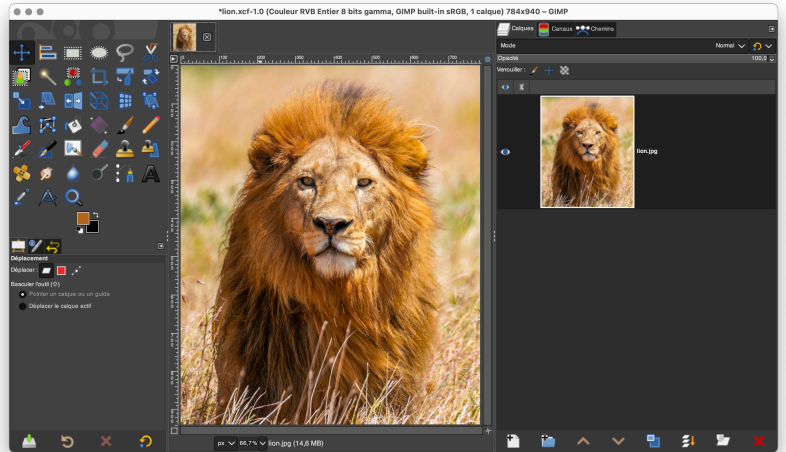 *lion.xcf-1.0 (Couleur RVB Entier 8 bits gamma, GIMP built-in sRGB, 1 calque) 784x940 – GIMP
Calques Canaux Chemins
Mode Normal
Opacité 100,0
Verrouiller :
lion.jpg
Déplacement
Déplacer :
Basculer l'outil (⇧)
Pointer un calque ou un guide
Déplacer le calque actif
px 66,7% lion.jpg (14,6 MB)